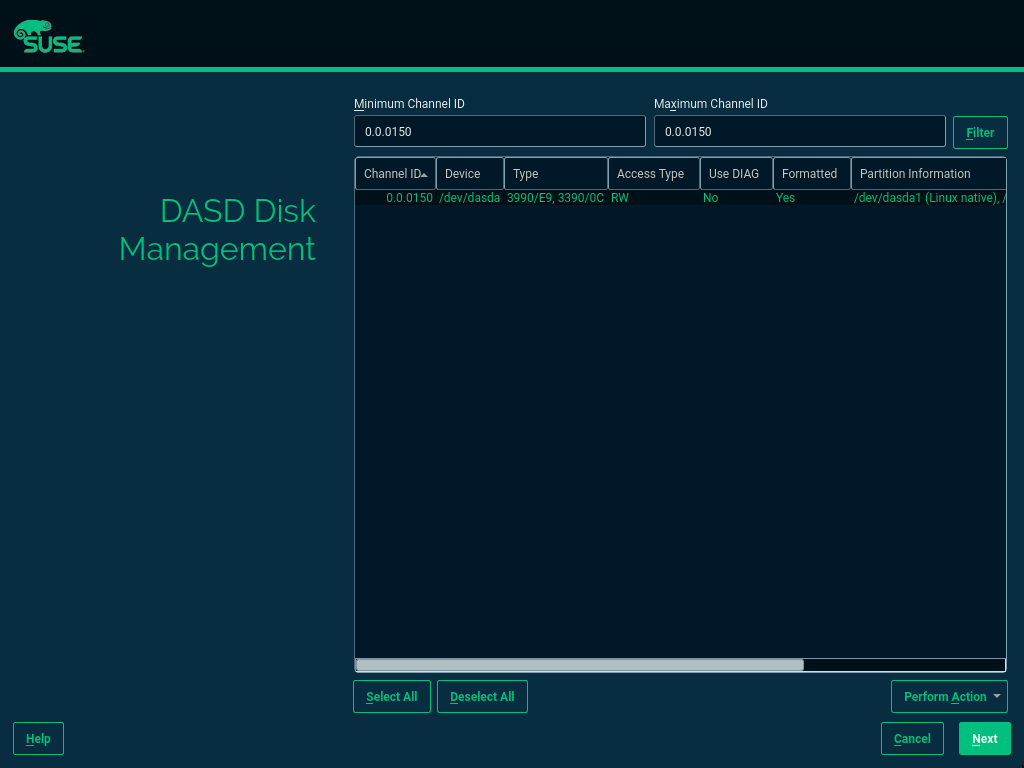 SUSE
Minimum Channel ID
Maximum Channel ID
0.0.0150
0.0.0150
Filter
DASD Disk
Management
Channel ID
Device
Type
Access Type
Use DIAG
Formatted
Partition Information
0.0.0150
/dev/dasda
3990/E9, 3390/0C
RW
No
Yes
/dev/dasda1 (Linux native), /
Select All
Deselect All
Perform Action
Help
Cancel
Next